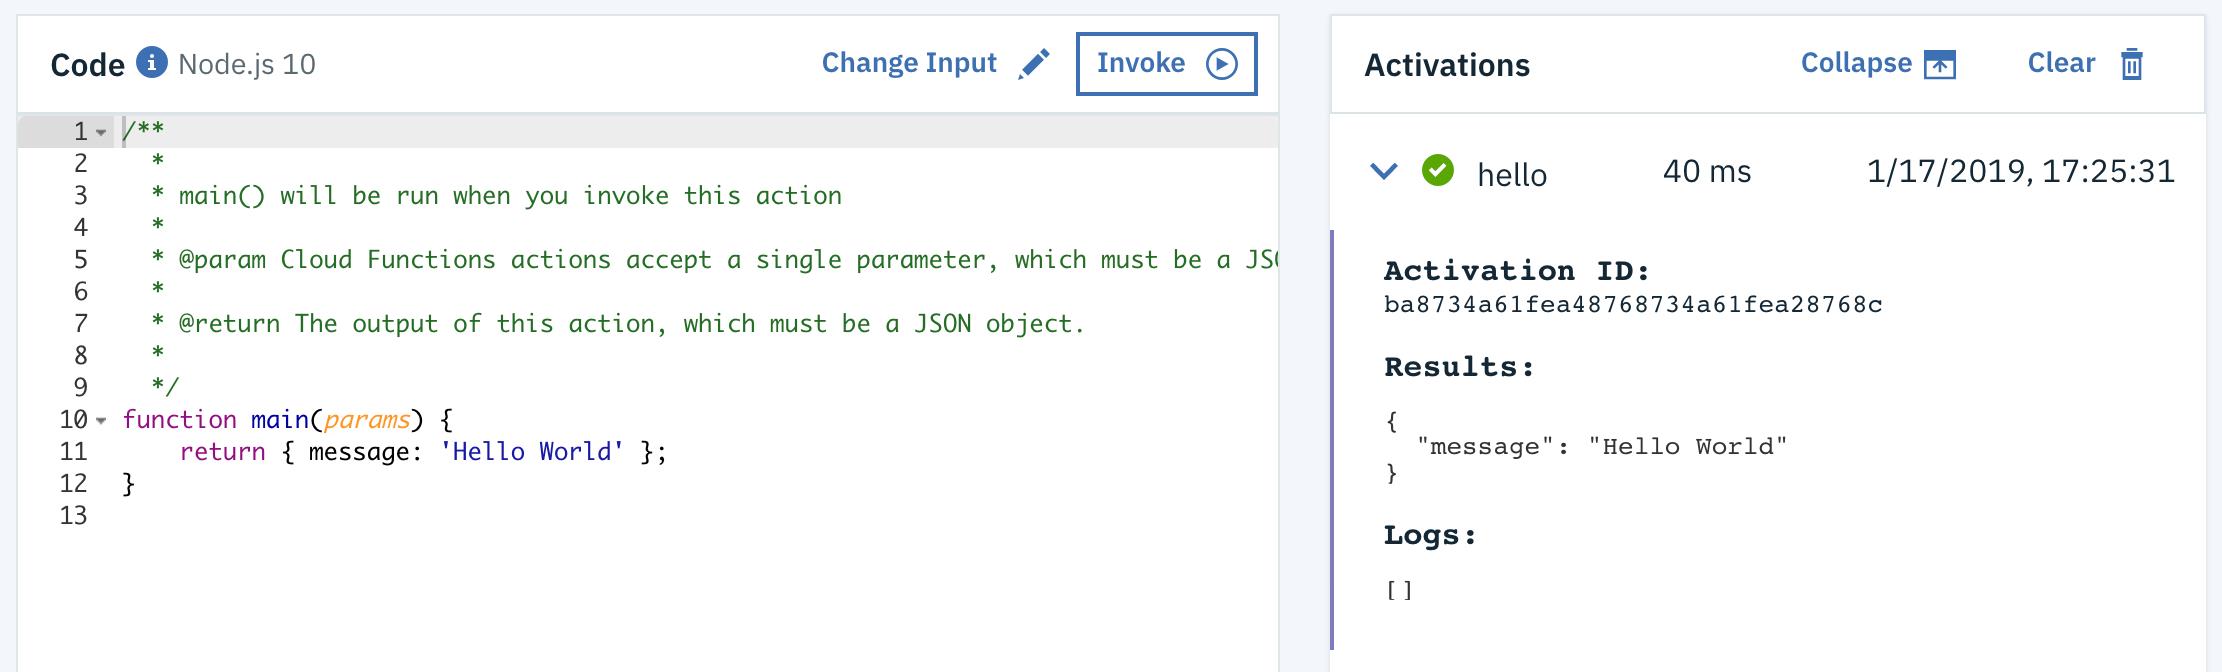 Code Node.js 10 Change Input Invoke
1 /**
2 *
3 * main() will be run when you invoke this action
4 *
5 * @param Cloud Functions actions accept a single parameter, which must be a
6 *
7 * @return The output of this action, which must be a JSON object.
8 *
9 */
10 function main(params) {
11 return { message: 'Hello World' };
12 }
13
Activations Collapse Clear
hello 40 ms 1/17/2019, 17:25:31
Activation ID:
ba8734a61fea48768734a61fea28768c
Results:
{
"message": "Hello World"
}
Logs:
[]